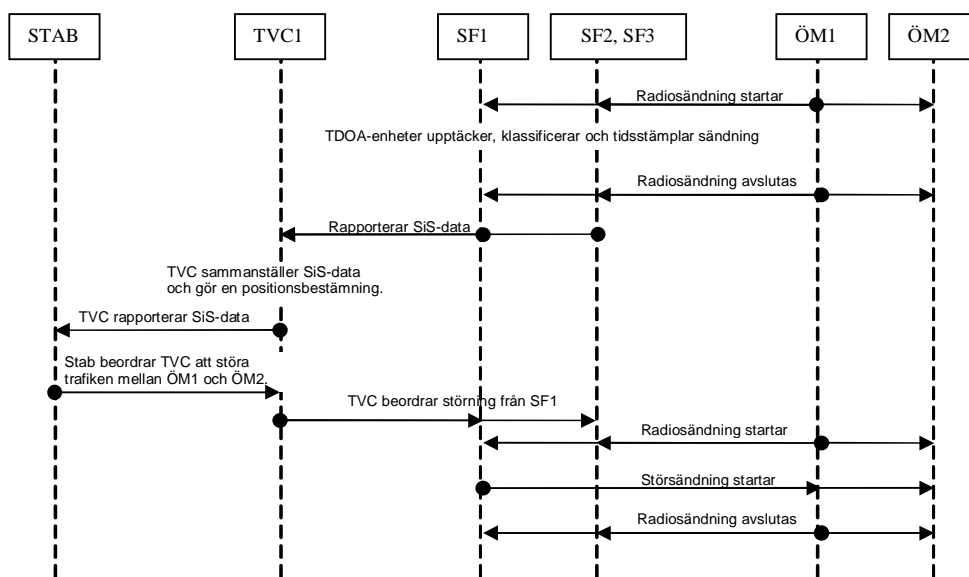 STAB
TVC1
SF1
SF2, SF3
ÖM1
ÖM2
Radiosändning startar
TDOA-enheter upptäcker, klassificerar och tidsstämplar sändning
Radiosändning avslutas
Rapporterar SiS-data
TVC sammanställer SiS-data
och gör en positionsbestämning.
TVC rapporterar SiS-data
Stab beordrar TVC att störa
trafiken mellan ÖM1 och ÖM2.
TVC beordrar störning från SF1
Radiosändning startar
Störsändning startar
Radiosändning avslutas